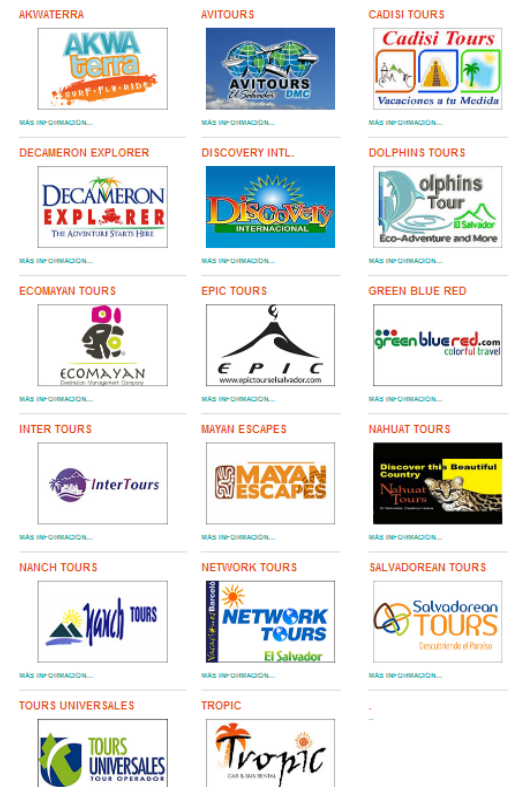 AKWATERRA
AVITOURS
CADISI TOURS
AKWA
terra
SURF·FLY·RIDE
AVITOURS
El Salvador DMC
Cadisi Tours
Vacaciones a tu Medida
MÁS INFORMACIÓN...
MÁS INFORMACIÓN...
MÁS INFORMACIÓN...
DECAMERON EXPLORER
DISCOVERY INTL.
DOLPHINS TOURS
DECAMERON
EXPLORER
THE ADVENTURE STARTS HERE
Discovery
INTERNACIONAL
Dolphins
Tour
El Salvador
Eco-Adventure and More
MÁS INFORMACIÓN...
MÁS INFORMACIÓN...
MÁS INFORMACIÓN...
ECOMAYAN TOURS
EPIC TOURS
GREEN BLUE RED
ECOMAYAN
Destination Management Company
EPIC
www.epictourselsalvador.com
greenbluered.com
colorful travel
MÁS INFORMACIÓN...
MÁS INFORMACIÓN...
MÁS INFORMACIÓN...
INTER TOURS
MAYAN ESCAPES
NAHUAT TOURS
InterTours
MAYAN
ESCAPES
Discover this Beautiful
Country
Nahuat
Tours
El Salvador, Centroamérica
MÁS INFORMACIÓN...
MÁS INFORMACIÓN...
MÁS INFORMACIÓN...
NANCH TOURS
NETWORK TOURS
SALVADOREAN TOURS
Nanch TOURS
Vacaciones Barceló
NETWORK
TOURS
El Salvador
Salvadorean
TOURS
Descubriendo el Paraíso
MÁS INFORMACIÓN...
MÁS INFORMACIÓN...
MÁS INFORMACIÓN...
TOURS UNIVERSALES
TROPIC
.
TOURS
UNIVERSALES
TOUR OPERADOR
Tropic
CAR & BUS RENTAL